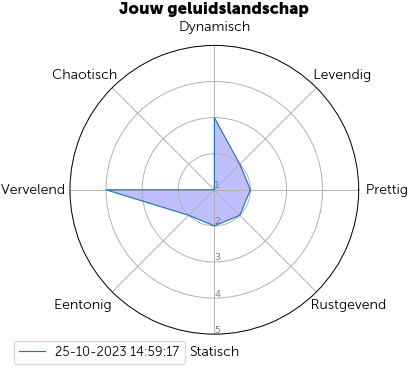 Jouw geluidslandschap
Dynamisch
Chaotisch
Levendig
Vervelend
1
Prettig
2
3
Eentonig
4
Rustgevend
5
25-10-2023 14:59:17
Statisch